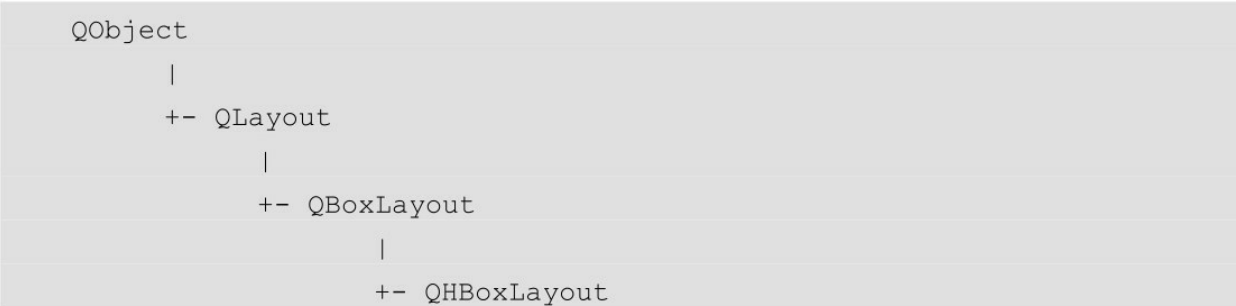 QObject
|
+- QLayout
|
+- QBoxLayout
|
+- QHBoxLayout